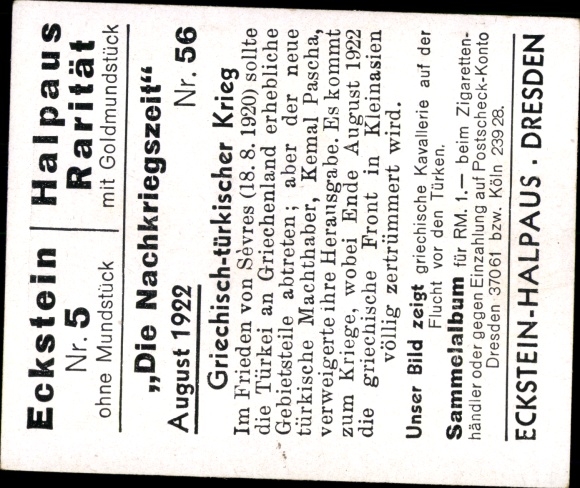 Eckstein Halpaus
Nr. 5 Rarität
ohne Mundstück mit Goldmundstück
„Die Nachkriegszeit“
August 1922 Nr. 56
Griechisch-türkischer Krieg
Im Frieden von Sèvres (18. 8. 1920) sollte
die Türkei an Griechenland erhebliche
Gebietsteile abtreten; aber der neue
türkische Machthaber, Kemal Pascha,
verweigerte ihre Herausgabe. Es kommt
zum Kriege, wobei Ende August 1922
die griechische Front in Kleinasien
völlig zertrümmert wird.
Unser Bild zeigt griechische Kavallerie auf der
Flucht vor den Türken.
Sammelalbum für RM. 1.— beim Zigaretten-
händler oder gegen Einzahlung auf Postscheck-Konto
Dresden 370 61 bzw. Köln 239 28.
ECKSTEIN-HALPAUS · DRESDEN